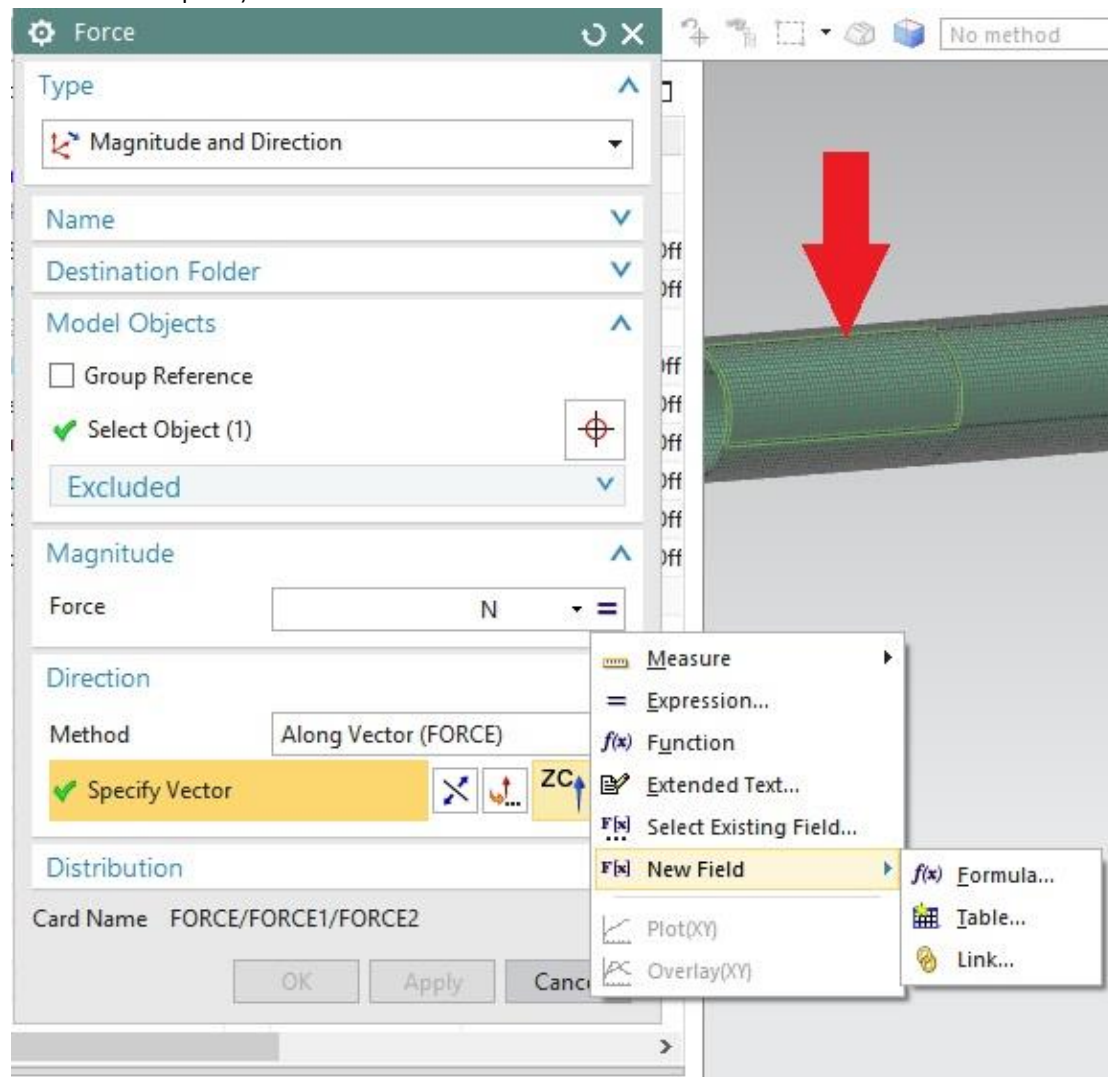 Force
No method
Type
Magnitude and Direction
Name
Destination Folder
Model Objects
Group Reference
Select Object (1)
Excluded
Magnitude
Force N =
Direction
Method Along Vector (FORCE)
Specify Vector ZC
Distribution
Card Name FORCE/FORCE1/FORCE2
OK Apply
Measure
= Expression...
f(x) Function
Extended Text...
F[x] Select Existing Field...
F[x] New Field
Plot(XY)
Overlay(XY)
f(x) Formula...
Table...
Link...